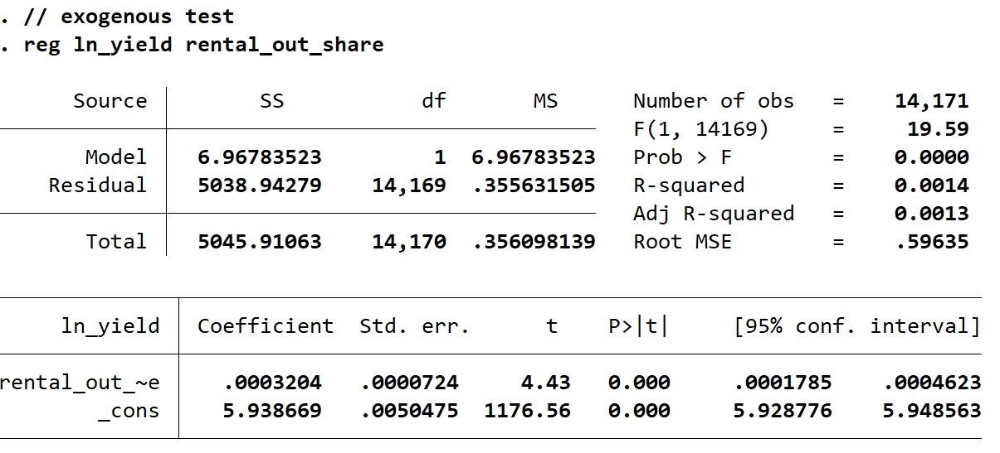 . // exogenous test
. reg ln_yield rental_out_share
Source SS df MS Number of obs = 14,171
F(1, 14169) = 19.59
Model 6.96783523 1 6.96783523 Prob > F = 0.0000
Residual 5038.94279 14,169 .355631505 R-squared = 0.0014
Adj R-squared = 0.0013
Total 5045.91063 14,170 .356098139 Root MSE = .59635
ln_yield Coefficient Std. err. t P>|t| [95% conf. interval]
rental_out_~e .0003204 .0000724 4.43 0.000 .0001785 .0004623
_cons 5.938669 .0050475 1176.56 0.000 5.928776 5.948563